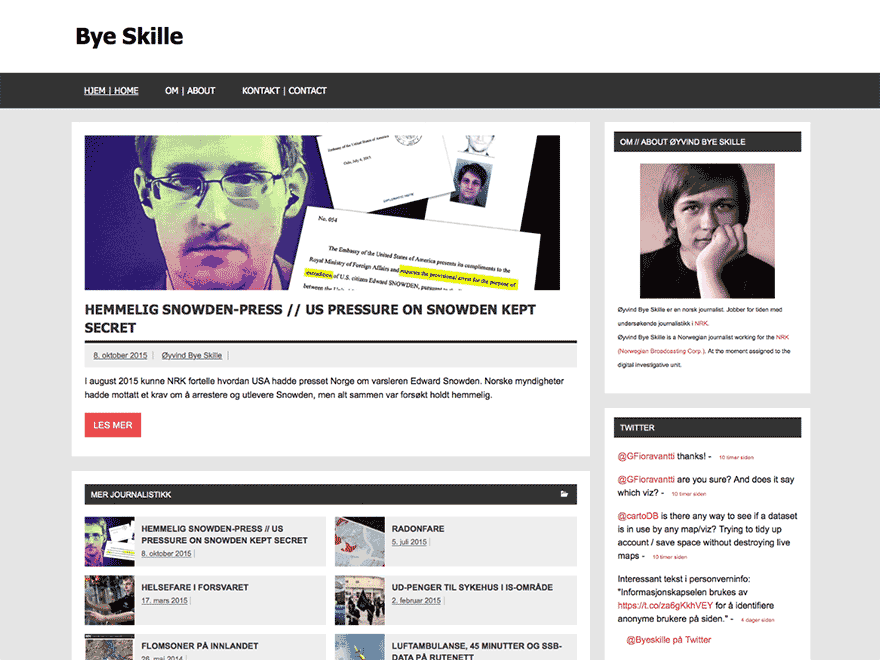 Bye Skille
HJEM | HOME
OM | ABOUT
KONTAKT | CONTACT
No. 054
The Embassy of the United States of America presents its compliments to the
Royal Ministry of Foreign Affairs and requests the provisional arrest for the purpose of
extradition of U.S. citizen Edward SNOWDEN, pursuant to the
HEMMELIG SNOWDEN-PRESS // US PRESSURE ON SNOWDEN KEPT
SECRET
8. oktober 2015 | Øyvind Bye Skille |
I august 2015 kunne NRK fortelle hvordan USA hadde presset Norge om varsleren Edward Snowden. Norske myndigheter
hadde mottatt et krav om å arrestere og utlevere Snowden, men alt sammen var forsøkt holdt hemmelig.
LES MER
MER JOURNALISTIKK
HEMMELIG SNOWDEN-PRESS // US
PRESSURE ON SNOWDEN KEPT SECRET
8. oktober 2015 |
RADONFARE
5. juli 2015 |
HELSEFARE I FORSVARET
17. mars 2015 |
UD-PENGER TIL SYKEHUS I IS-OMRÅDE
2. februar 2015 |
FLOMSONER PÅ INNLANDET
26. mai 2014 |
LUFTAMBULANSE, 45 MINUTTER OG SSB-
DATA PÅ RUTENETT
OM // ABOUT ØYVIND BYE SKILLE
Øyvind Bye Skille er en norsk journalist. Jobber for tiden med
undersøkende journalistikk i NRK.
Øyvind Bye Skille is a Norwegian journalist working for the NRK
(Norwegian Broadcasting Corp.). At the moment assigned to the
digital investigative unit.
TWITTER
@GFioravantti thanks! - 10 timer siden
@GFioravantti are you sure? And does it say
which viz? - 10 timer siden
@cartoDB is there any way to see if a dataset
is in use by any map/viz? Trying to tidy up
account / save space without destroying live
maps - 10 timer siden
Interessant tekst i personverninfo:
"Informasjonskapselen brukes av
https://t.co/za6gKkhVEY for å identifiere
anonyme brukere på siden." - 4 dager siden
@Byeskille på Twitter